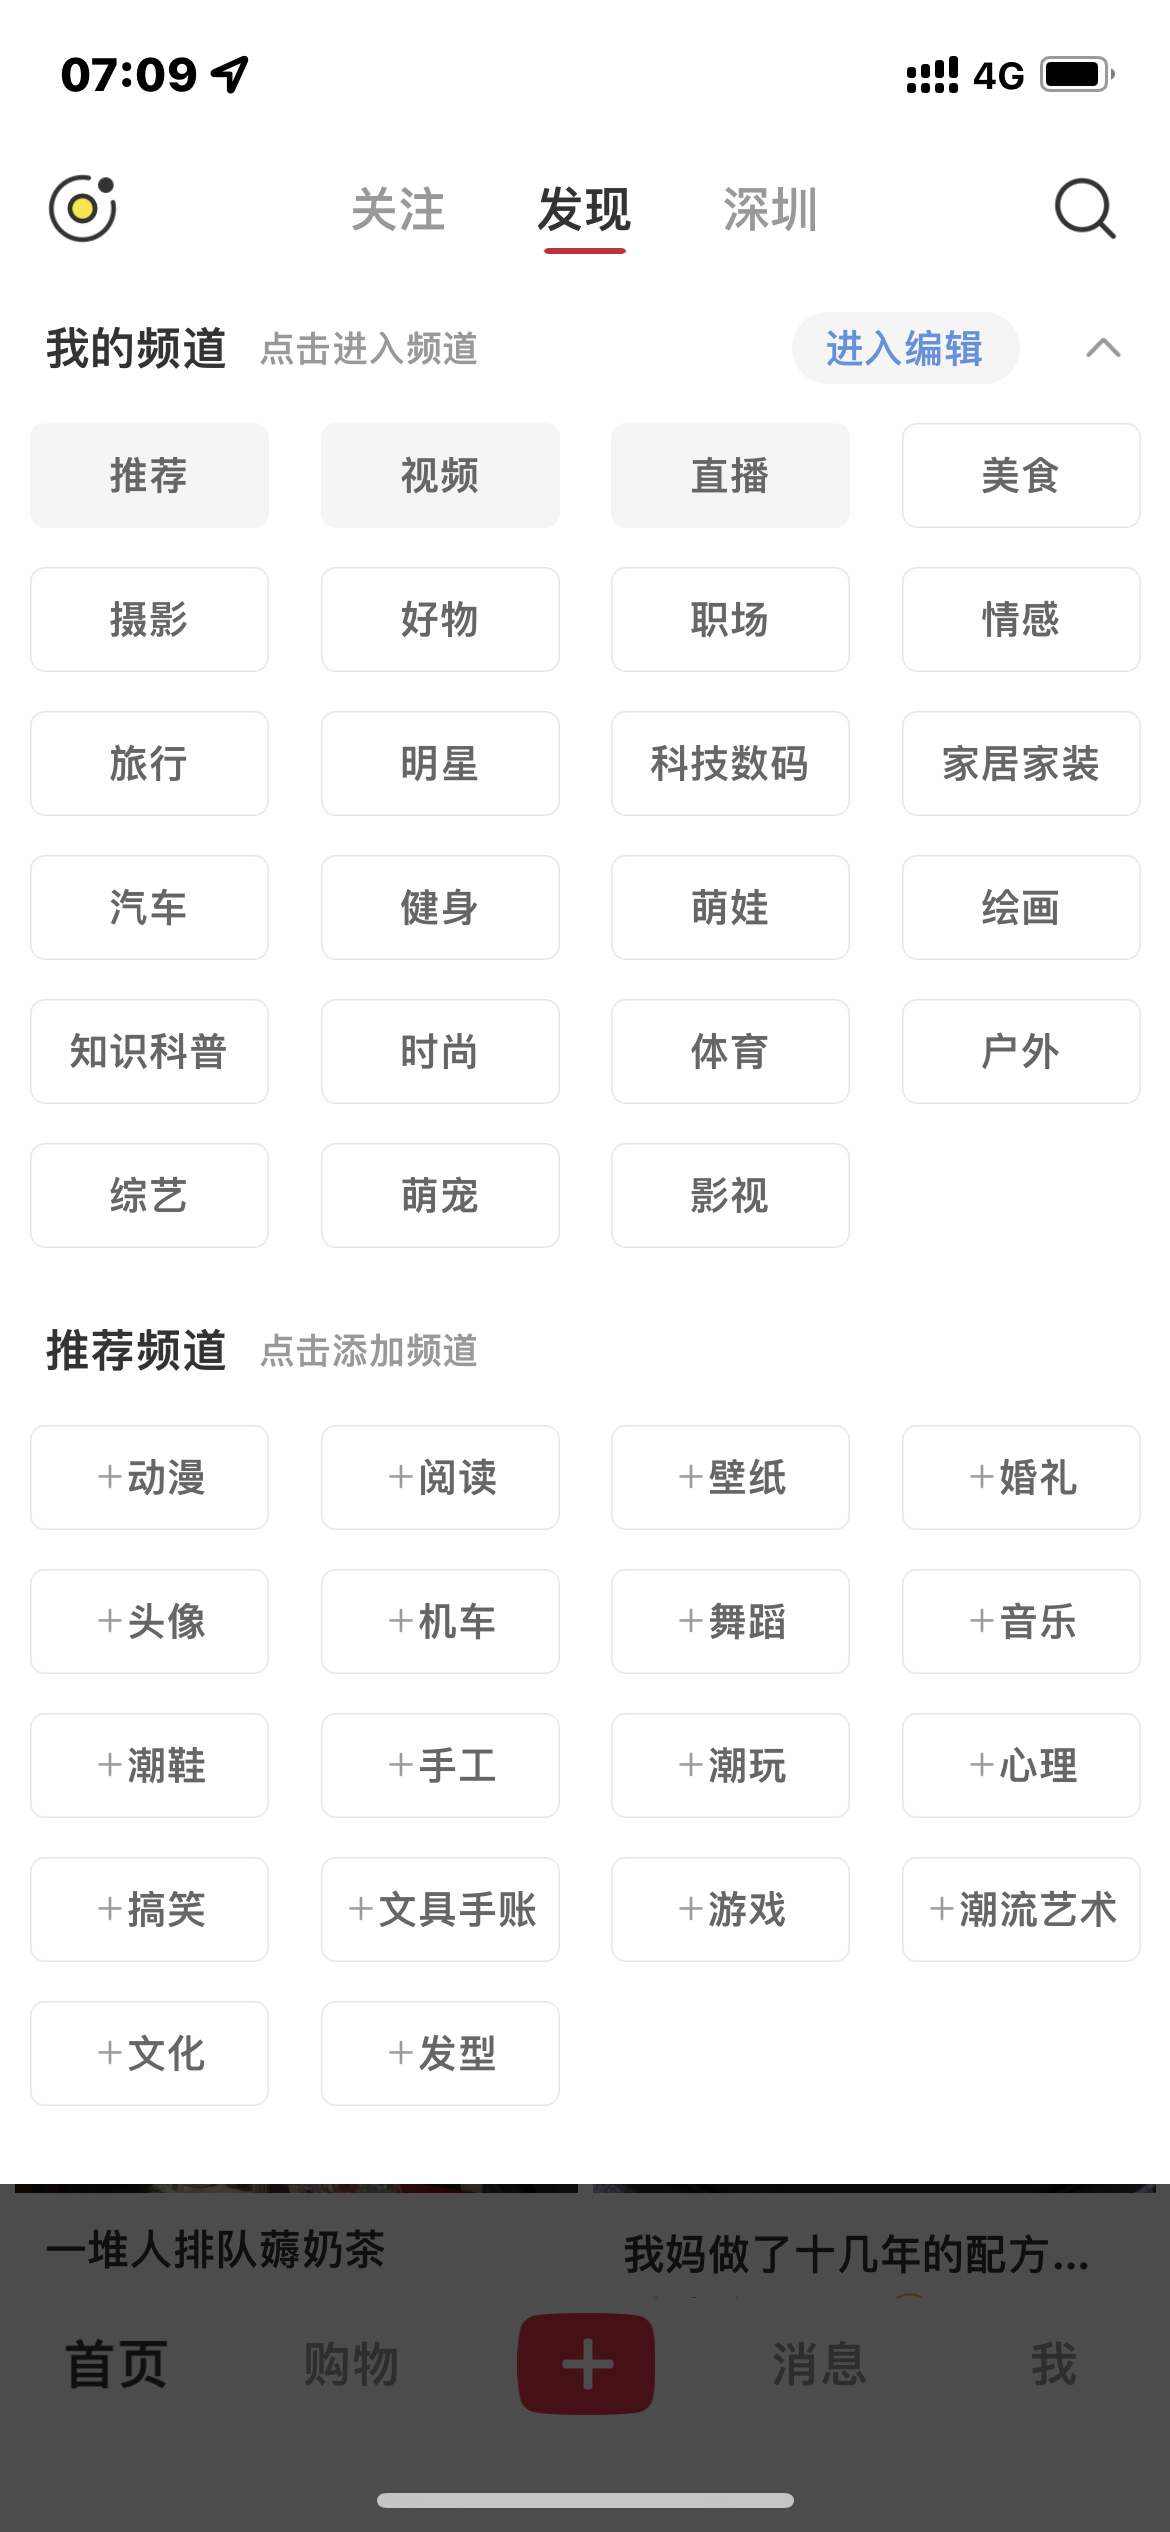 07:09 4G
关注 发现 深圳
我的频道 点击进入频道 进入编辑
推荐 视频 直播 美食
摄影 好物 职场 情感
旅行 明星 科技数码 家居家装
汽车 健身 萌娃 绘画
知识科普 时尚 体育 户外
综艺 萌宠 影视
推荐频道 点击添加频道
+动漫 +阅读 +壁纸 +婚礼
+头像 +机车 +舞蹈 +音乐
+潮鞋 +手工 +潮玩 +心理
+搞笑 +文具手账 +游戏 +潮流艺术
+文化 +发型
一堆人排队薅奶茶 我妈做了十几年的配方...
首页 购物 消息 我